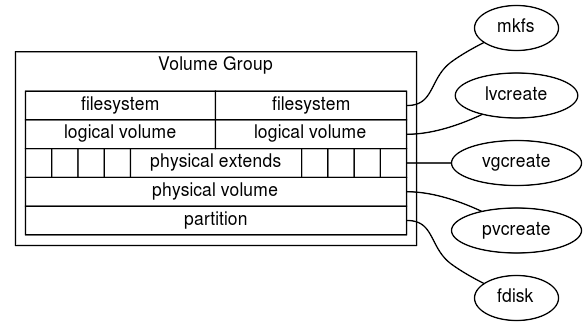 mkfs
Volume Group
filesystem filesystem
lvcreate
logical volume logical volume
physical extends
vgcreate
physical volume
pvcreate
partition
fdisk